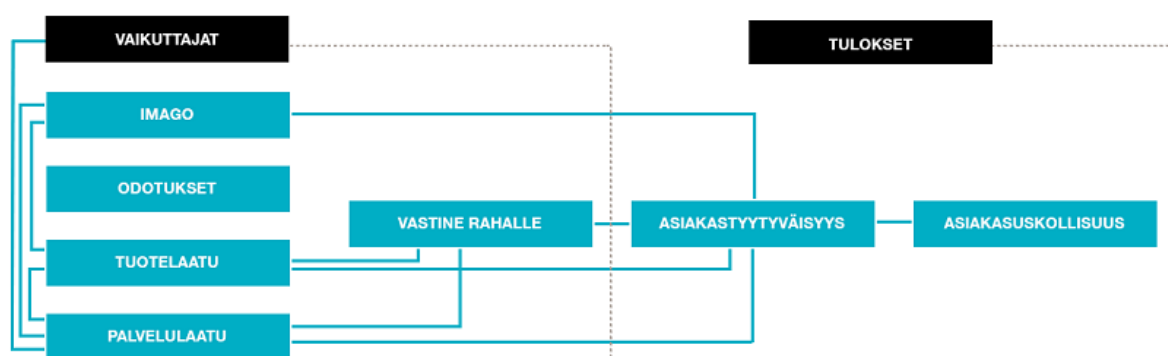 VAIKUTTAJAT
TULOKSET
IMAGO
ODOTUKSET
VASTINE RAHALLE
ASIAKASTYYTYVÄISYYS
ASIAKASUSKOLLISUUS
TUOTELAATU
PALVELULAATU